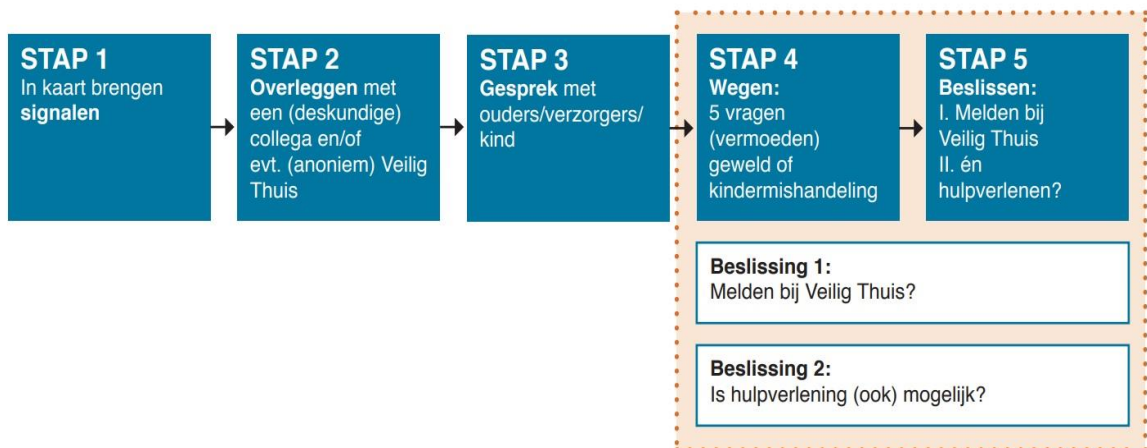 STAP 1
In kaart brengen
signalen
STAP 2
Overleggen met
een (deskundige)
collega en/of
evt. (anoniem) Veilig
Thuis
STAP 3
Gesprek met
ouders/verzorgers/
kind
STAP 4
Wegen:
5 vragen
(vermoeden)
geweld of
kindermishandeling
STAP 5
Beslissen:
I. Melden bij
Veilig Thuis
II. én
hulpverlenen?
Beslissing 1:
Melden bij Veilig Thuis?
Beslissing 2:
Is hulpverlening (ook) mogelijk?